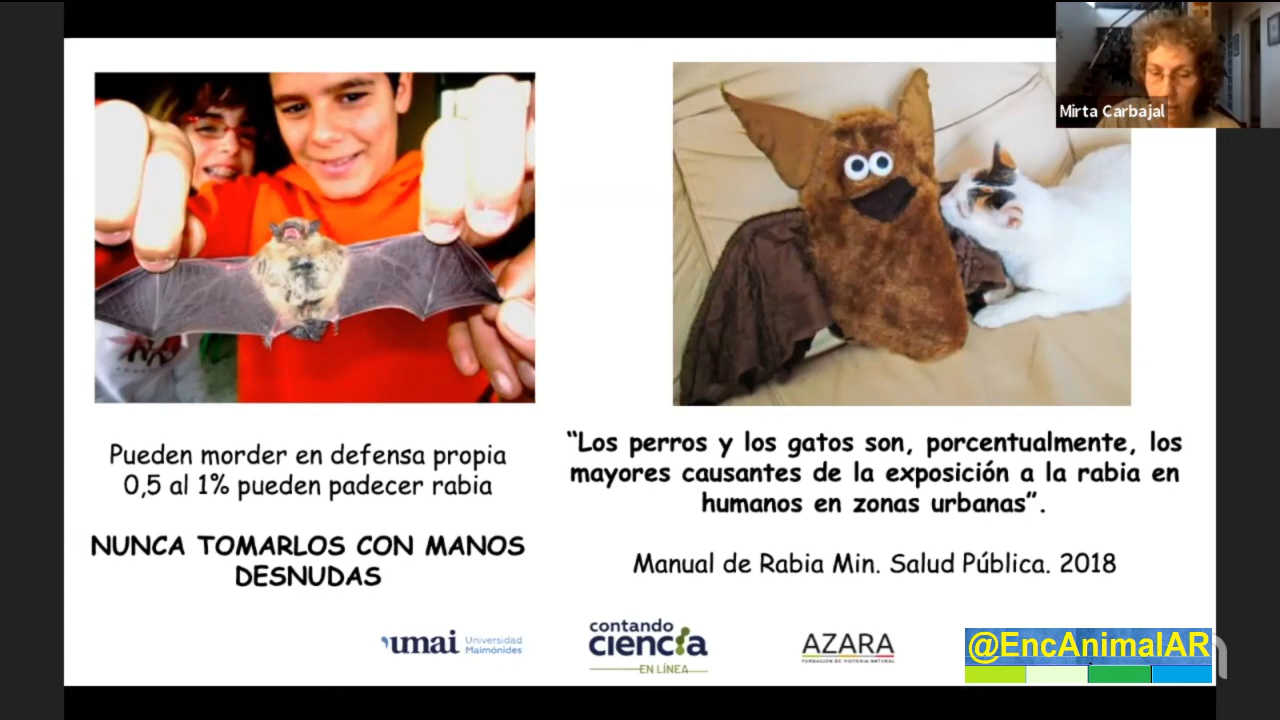 Mirta Carbajal
Pueden morder en defensa propia
0,5 al 1% pueden padecer rabia
NUNCA TOMARLOS CON MANOS
DESNUDAS
“Los perros y los gatos son, porcentualmente, los
mayores causantes de la exposición a la rabia en
humanos en zonas urbanas”.
Manual de Rabia Min. Salud Pública. 2018
umai Universidad
Maimónides
contando
ciencia
EN LÍNEA
AZARA
FUNDACIÓN DE HISTORIA NATURAL
@EncAnimalAR